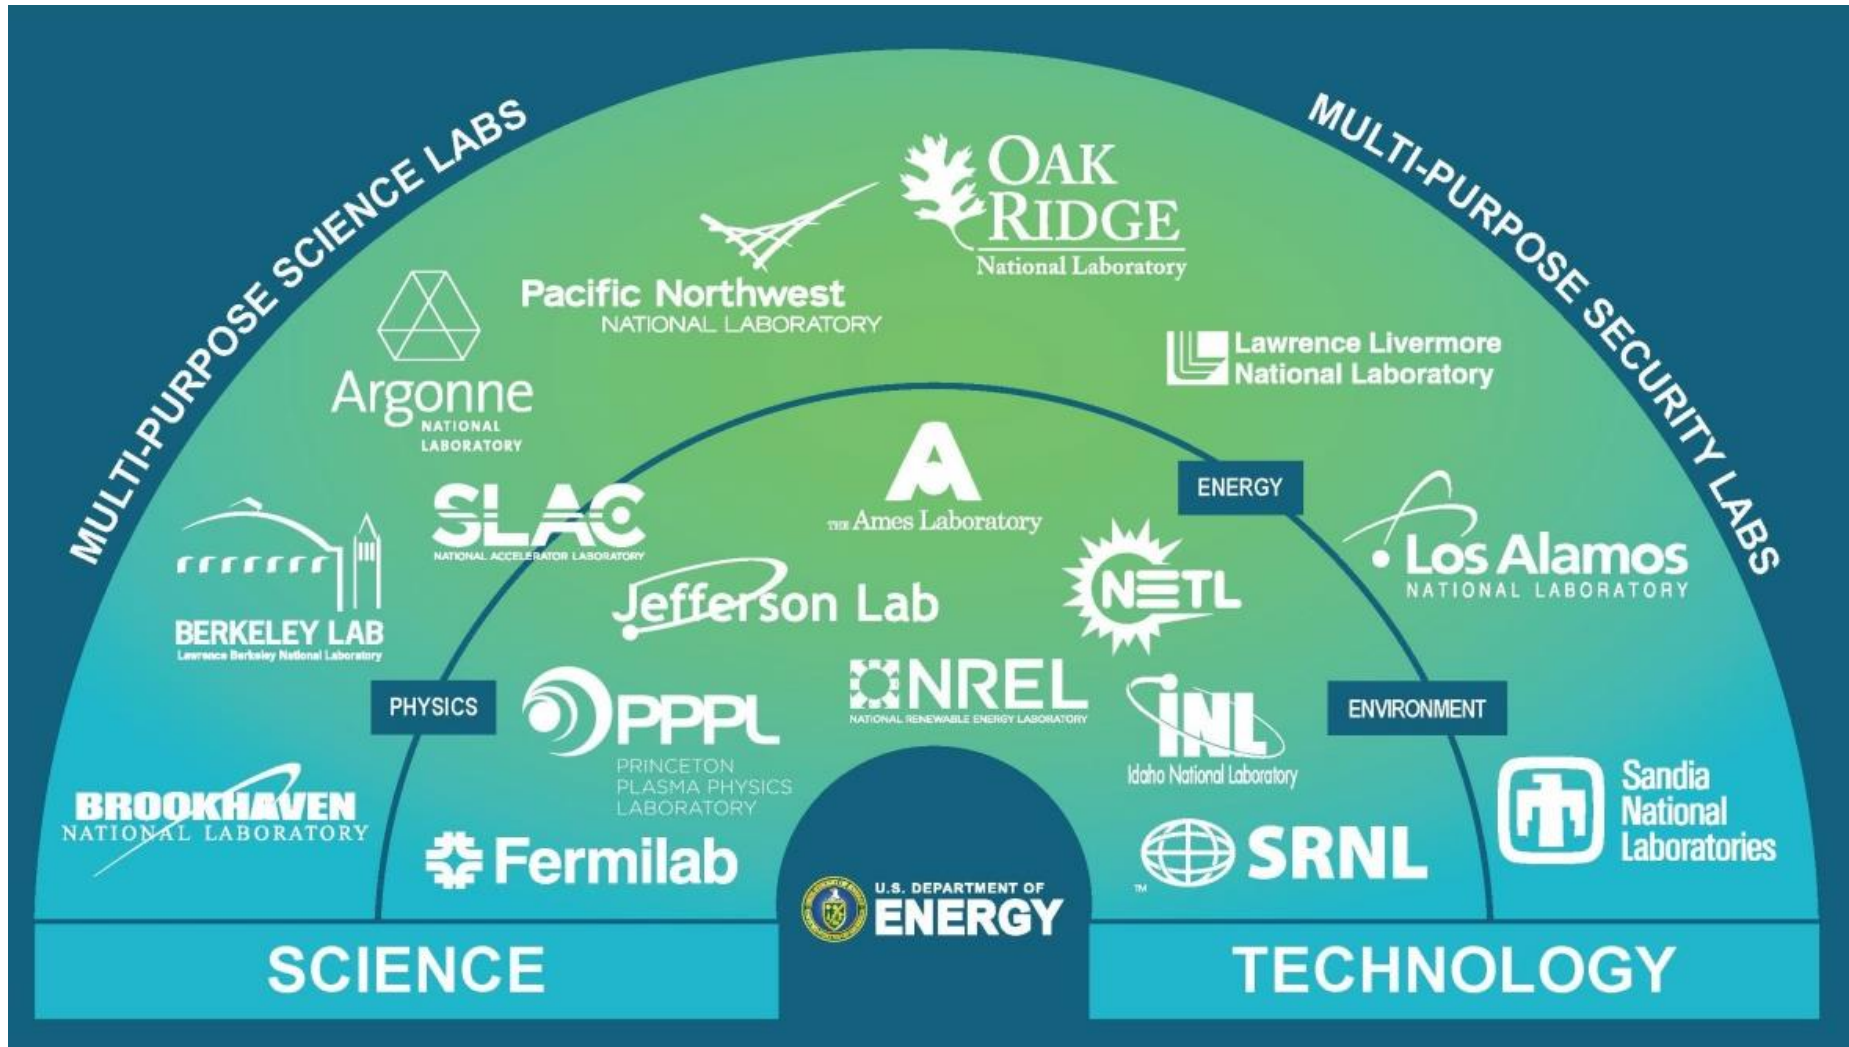 MULTI-PURPOSE SCIENCE LABS
MULTI-PURPOSE SECURITY LABS
OAK
RIDGE
National Laboratory
Pacific Northwest
NATIONAL LABORATORY
Argonne
NATIONAL
LABORATORY
Lawrence Livermore
National Laboratory
A
THE Ames Laboratory
ENERGY
SLAC
NATIONAL ACCELERATOR LABORATORY
BERKELEY LAB
Lawrence Berkeley National Laboratory
Los Alamos
NATIONAL LABORATORY
Jefferson Lab
NETL
PHYSICS
PPPL
PRINCETON
PLASMA PHYSICS
LABORATORY
NREL
NATIONAL RENEWABLE ENERGY LABORATORY
INL
Idaho National Laboratory
ENVIRONMENT
BROOKHAVEN
NATIONAL LABORATORY
Fermilab
SRNL
TM
Sandia
National
Laboratories
U.S. DEPARTMENT OF
ENERGY
SCIENCE
TECHNOLOGY